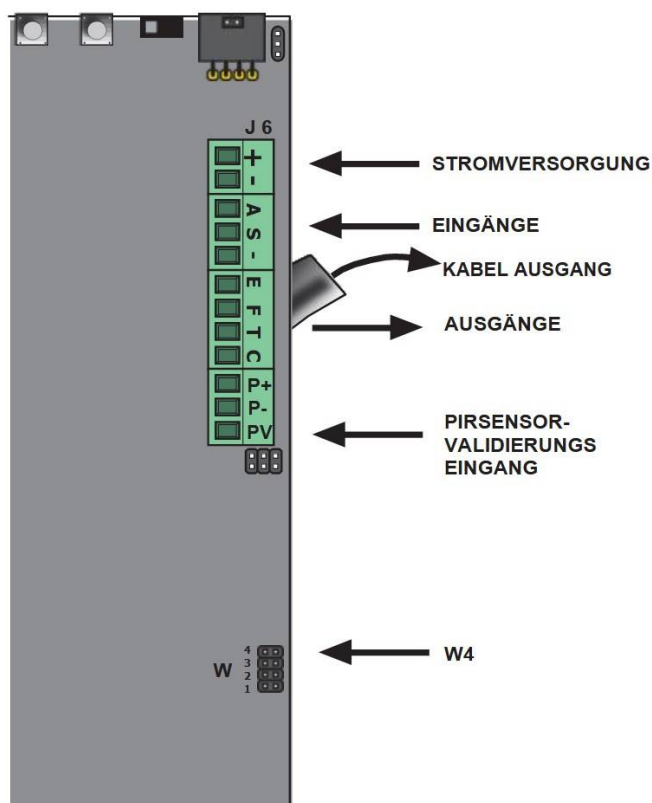 J 6
+
-
A
S
-
E
F
T
C
P+
P-
PV
STROMVERSORGUNG
EINGÄNGE
KABEL AUSGANG
AUSGÄNGE
PIRSENSOR-
VALIDIERUNGS
EINGANG
W4
W
4
3
2
1